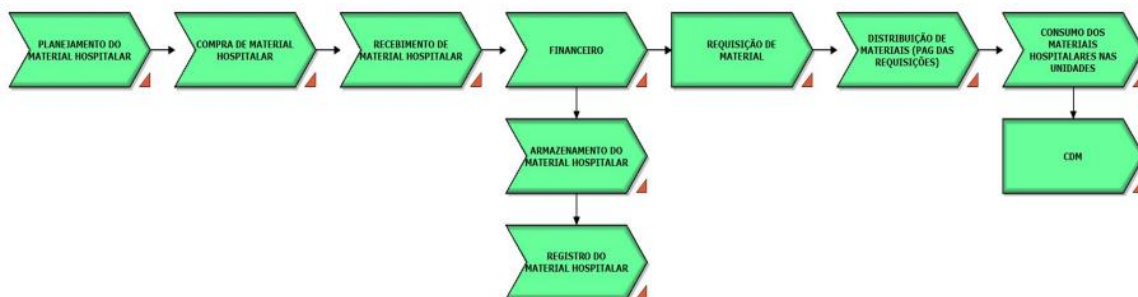 PLANEJAMENTO DO
MATERIAL HOSPITALAR
COMPRA DE MATERIAL
HOSPITALAR
RECEBIMENTO DE
MATERIAL HOSPITALAR
FINANCEIRO
REQUISIÇÃO DE
MATERIAL
DISTRIBUIÇÃO DE
MATERIAIS (PAG DAS
REQUISIÇÕES)
CONSUMO DOS
MATERIAIS
HOSPITALARES NAS
UNIDADES
ARMAZENAMENTO DO
MATERIAL HOSPITALAR
CDM
REGISTRO DO
MATERIAL HOSPITALAR